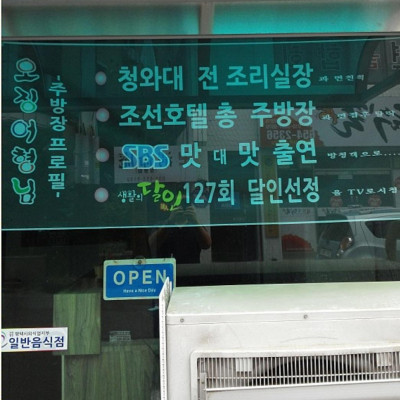 오징어형님
-주방장프로필-
청와대 전 조리실장
조선호텔 총 주방장
SBS 맛 대 맛 출연
생활의 달인 127회 달인선정
OPEN
Have a Nice Day
일반음식점